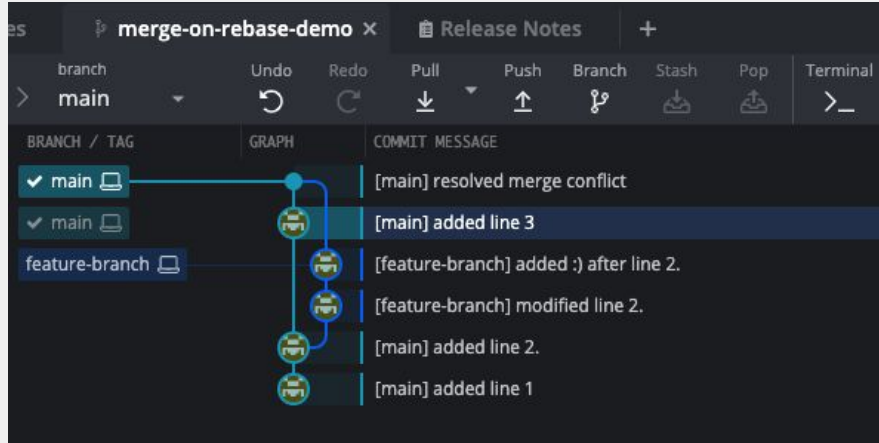 es
merge-on-rebase-demo ×
Release Notes
+
branch
main
Undo
Redo
Pull
Push
Branch
Stash
Pop
Terminal
BRANCH / TAG
GRAPH
COMMIT MESSAGE
main
[main] resolved merge conflict
main
[main] added line 3
feature-branch
[feature-branch] added :) after line 2.
[feature-branch] modified line 2.
[main] added line 2.
[main] added line 1